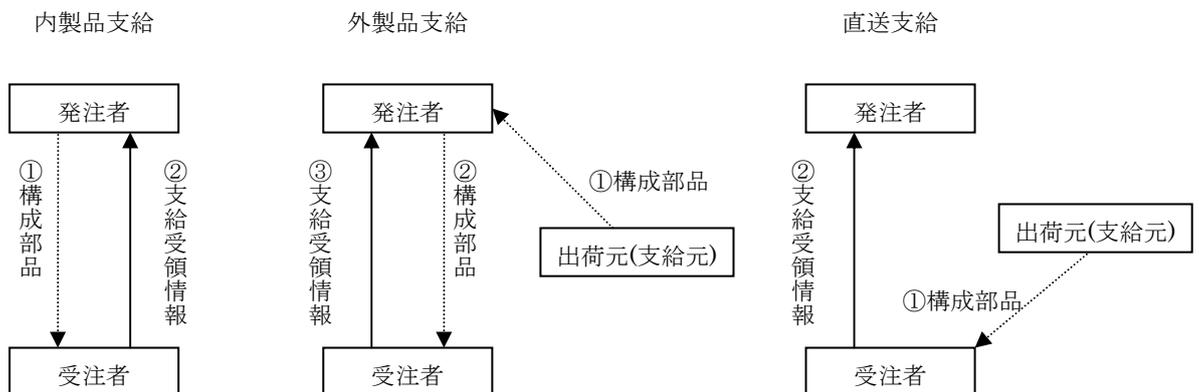 内製品支給
発注者
①構成部品
②支給受領情報
受注者
外製品支給
発注者
③支給受領情報
②構成部品
①構成部品
出荷元(支給元)
受注者
直送支給
発注者
②支給受領情報
出荷元(支給元)
①構成部品
受注者